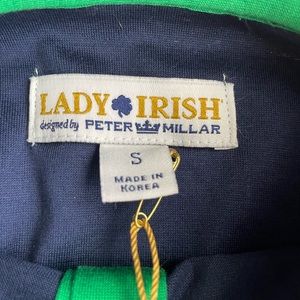 LADY IRISH
designed by PETER MILLAR
S
MADE IN
KOREA